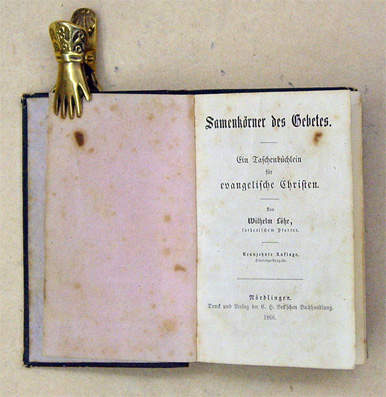 Samenkörner des Gebetes.
Ein Taschenbüchlein
für
evangelische Christen.
Von
Wilhelm Löhe,
lutherischem Pfarrer.
Neunzehnte Auflage.
Nördlingen.
Druck und Verlag der C. H. Beck'schen Buchhandlung.
1866.